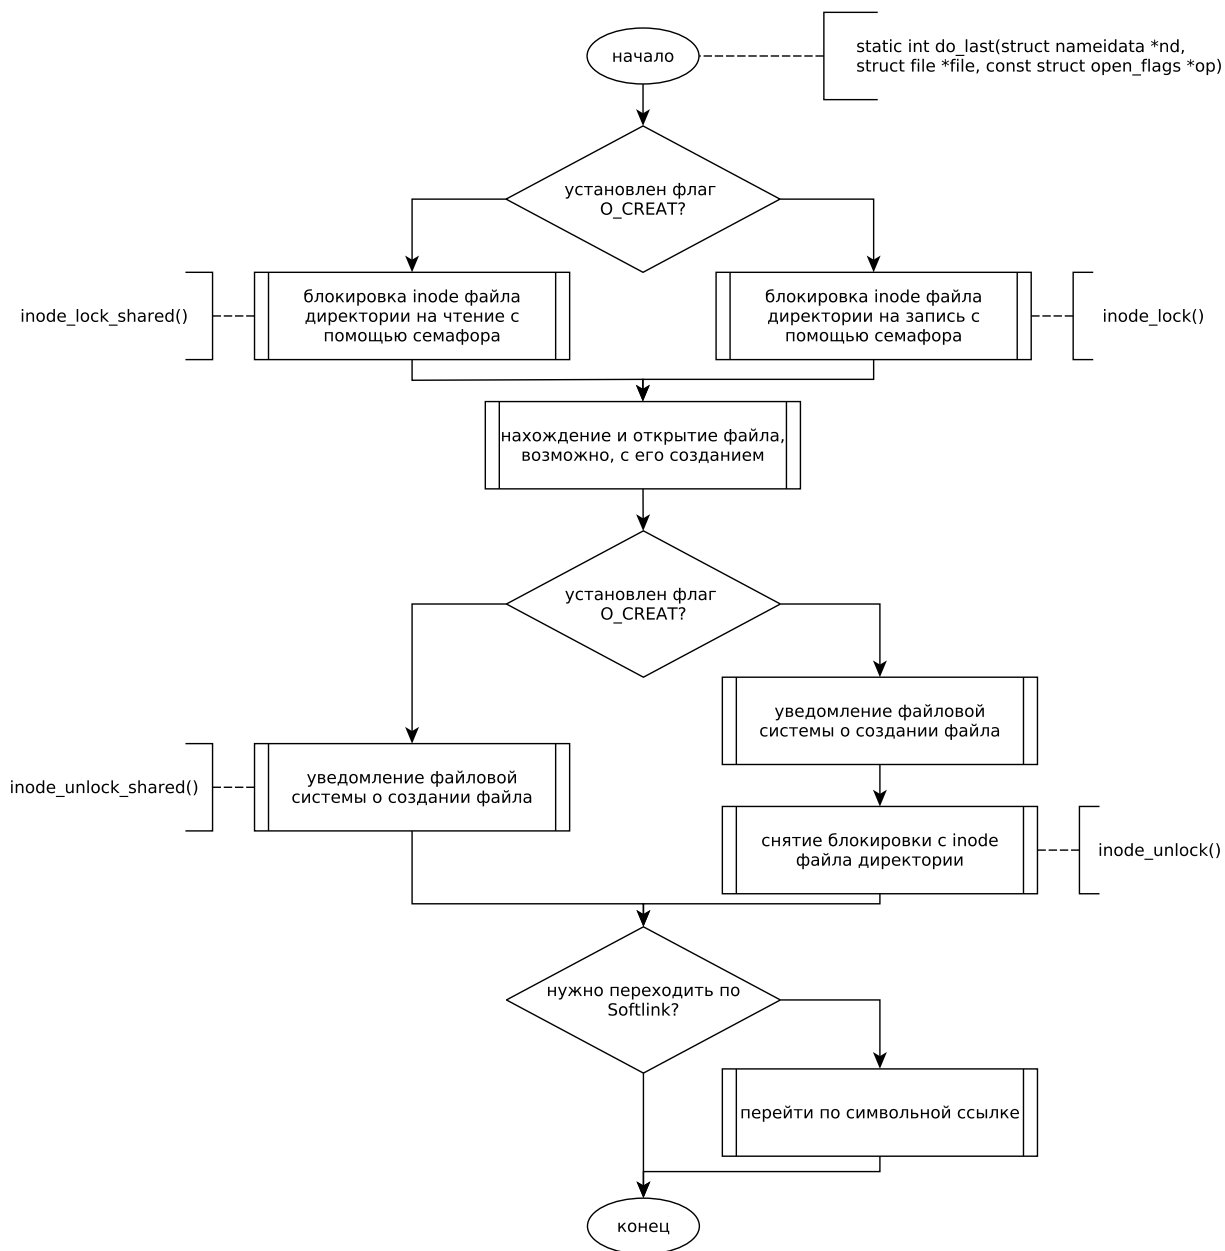 начало
static int do_last(struct nameidata *nd,
struct file *file, const struct open_flags *op)
установлен флаг
O_CREAT?
inode_lock_shared()
блокировка inode файла
директории на чтение с
помощью семафора
блокировка inode файла
директории на запись с
помощью семафора
inode_lock()
нахождение и открытие файла,
возможно, с его созданием
установлен флаг
O_CREAT?
уведомление файловой
системы о создании файла
inode_unlock_shared()
уведомление файловой
системы о создании файла
снятие блокировки с inode
файла директории
inode_unlock()
нужно переходить по
Softlink?
перейти по символьной ссылке
конец